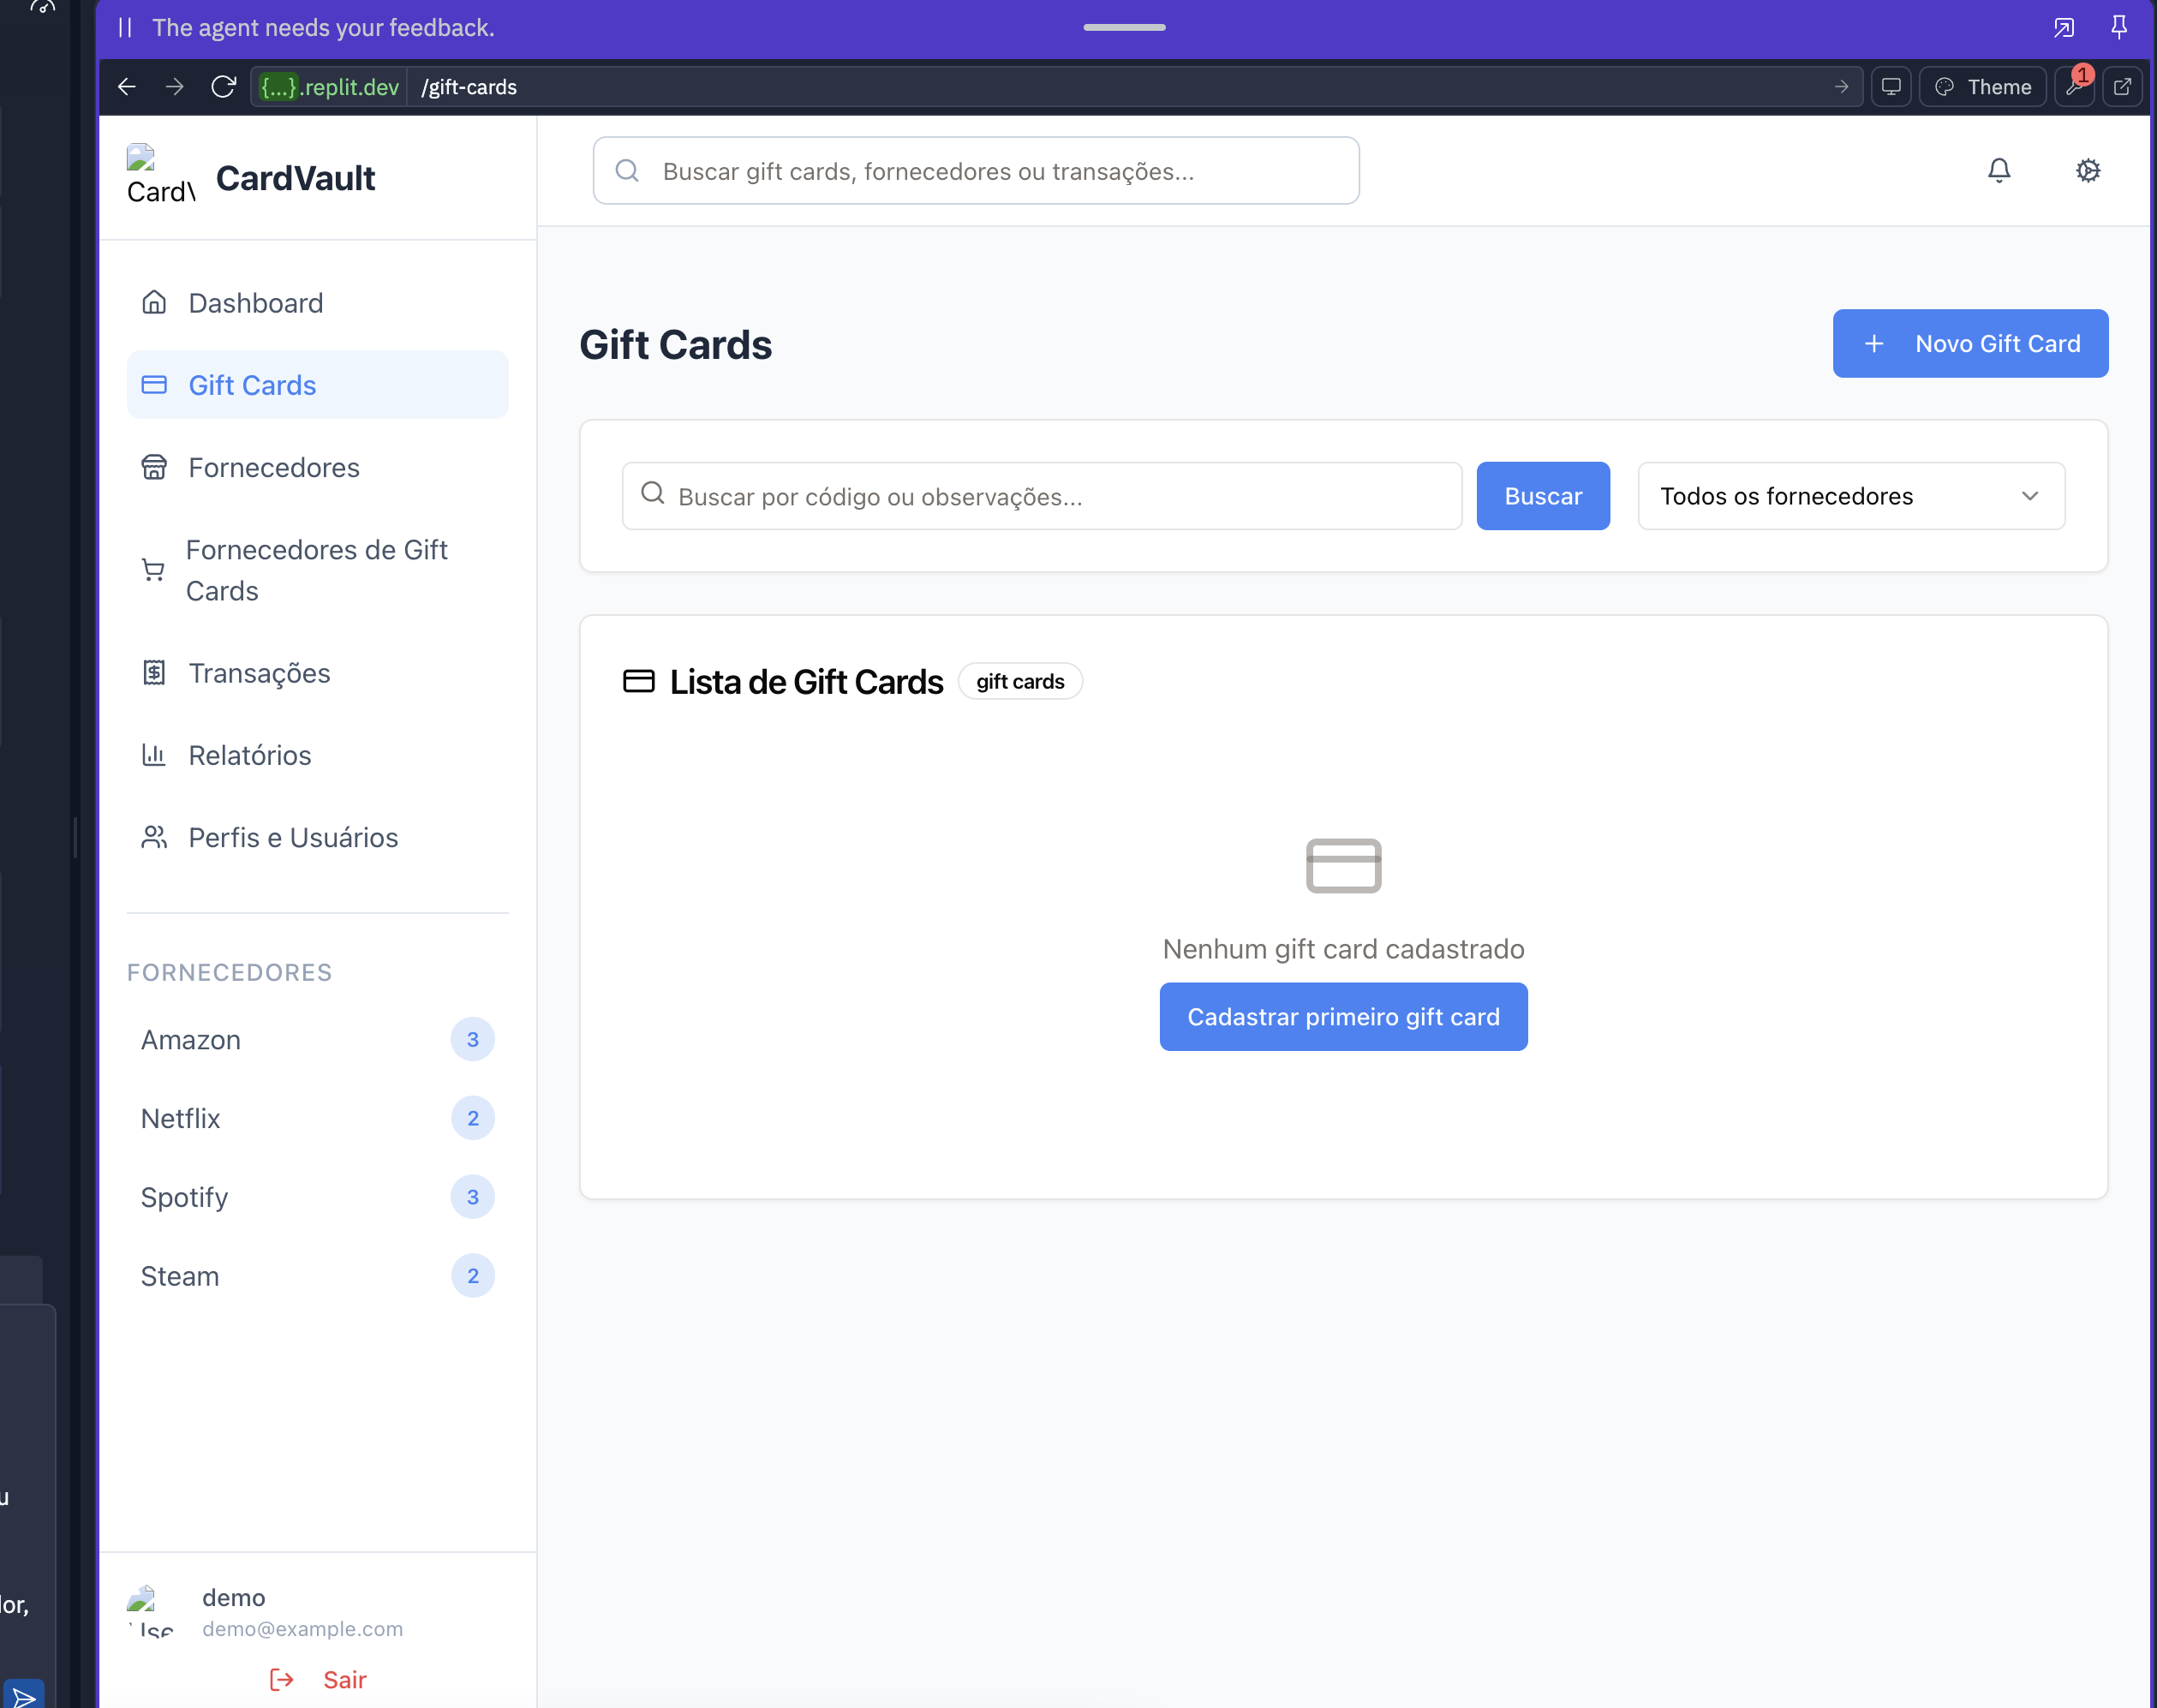 The agent needs your feedback.
{...}.replit.dev /gift-cards
Theme
1
Card\
CardVault
Buscar gift cards, fornecedores ou transações...
Dashboard
Gift Cards
Fornecedores
Fornecedores de Gift
Cards
Transações
Relatórios
Perfis e Usuários
FORNECEDORES
Amazon 3
Netflix 2
Spotify 3
Steam 2
demo
demo@example.com
Sair
Gift Cards
Novo Gift Card
Buscar por código ou observações...
Buscar
Todos os fornecedores
Lista de Gift Cards
gift cards
Nenhum gift card cadastrado
Cadastrar primeiro gift card